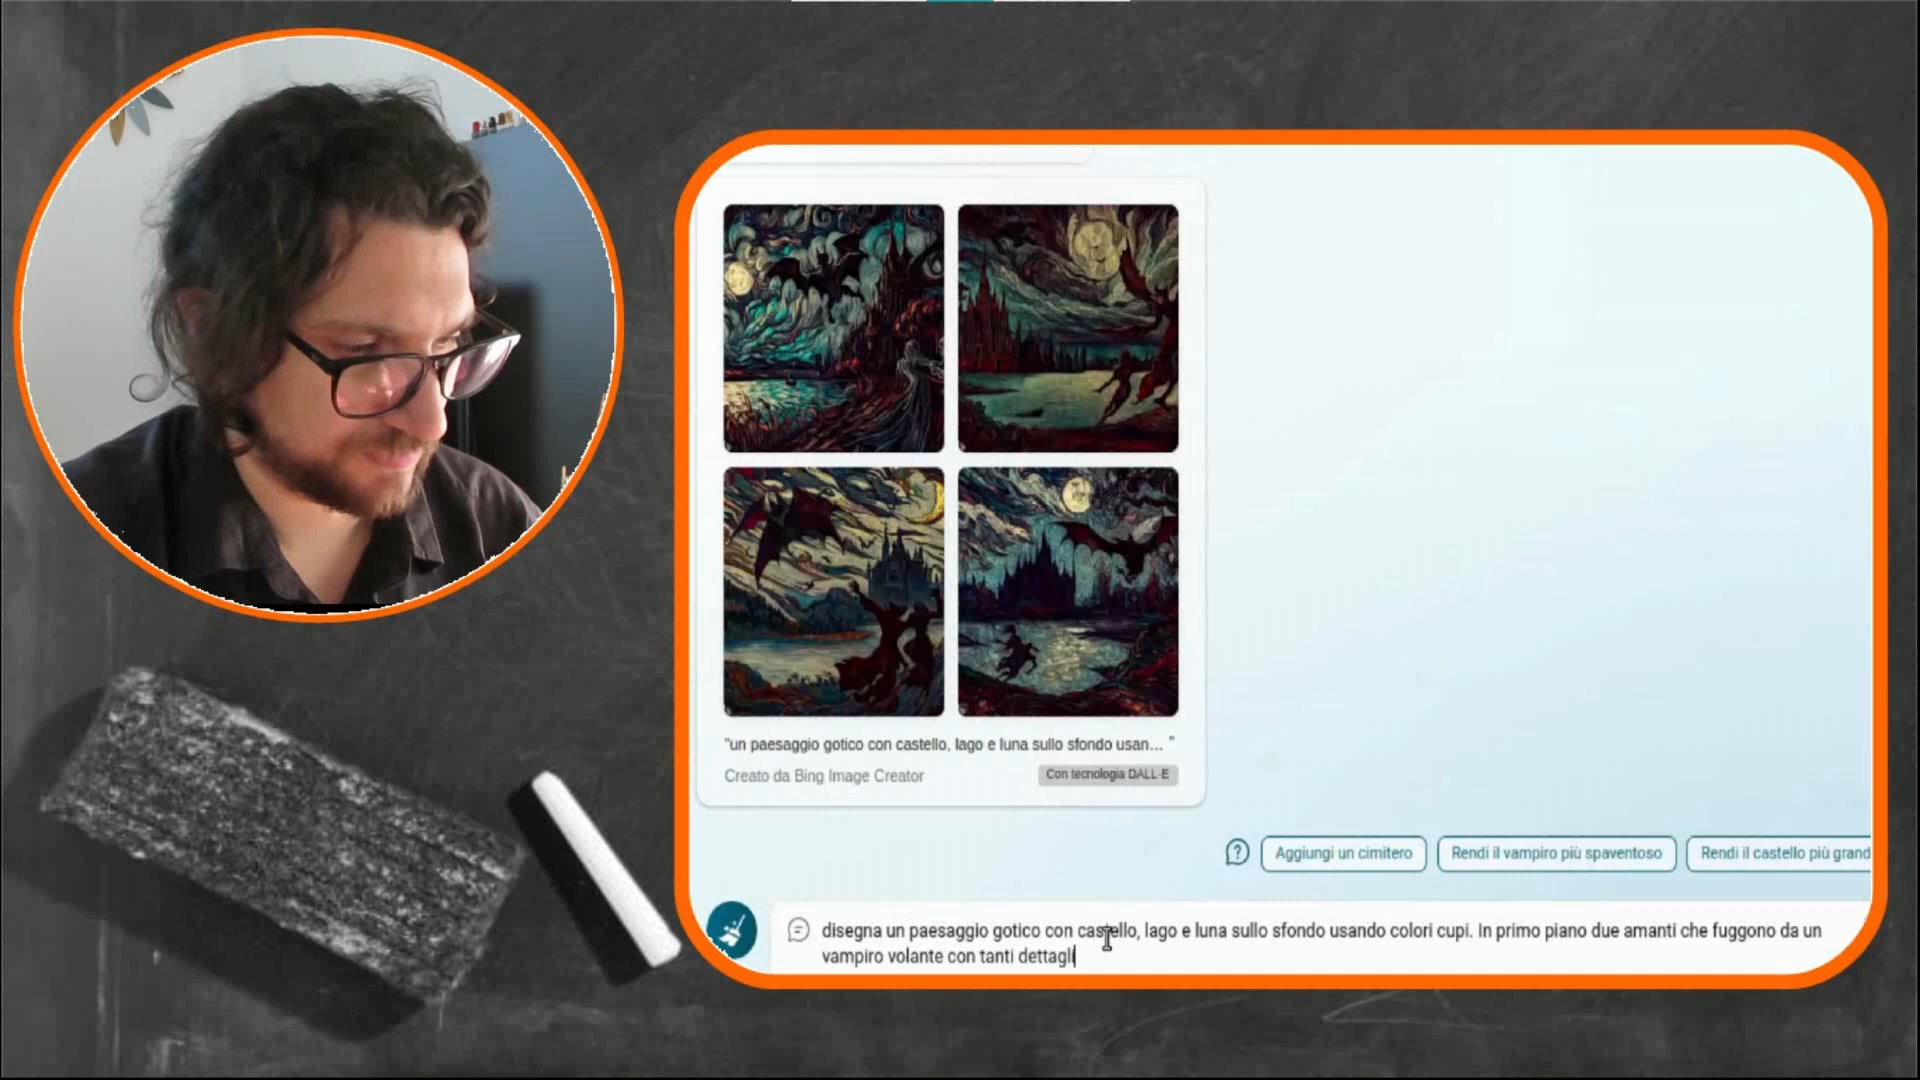 "un paesaggio gotico con castello, lago e luna sullo sfondo usan... "
Creato da Bing Image Creator
Con tecnologia DALL-E
Aggiungi un cimitero
Rendi il vampiro più spaventoso
Rendi il castello più grand
disegna un paesaggio gotico con castello, lago e luna sullo sfondo usando colori cupi. In primo piano due amanti che fuggono da un
vampiro volante con tanti dettagli